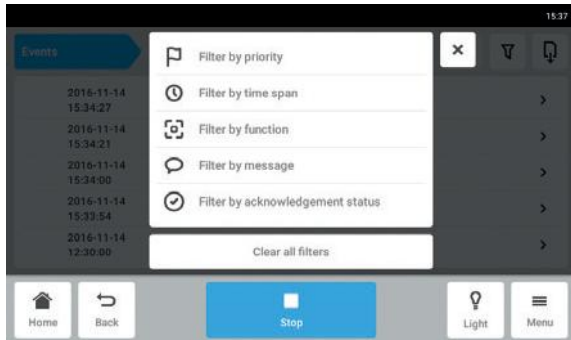 15:37
Events
Filter by priority
Filter by time span
Filter by function
Filter by message
Filter by acknowledgement status
Clear all filters
2016-11-14
15:34:27
2016-11-14
15:34:21
2016-11-14
15:34:00
2016-11-14
15:33:54
2016-11-14
12:30:00
Home
Back
Stop
Light
Menu